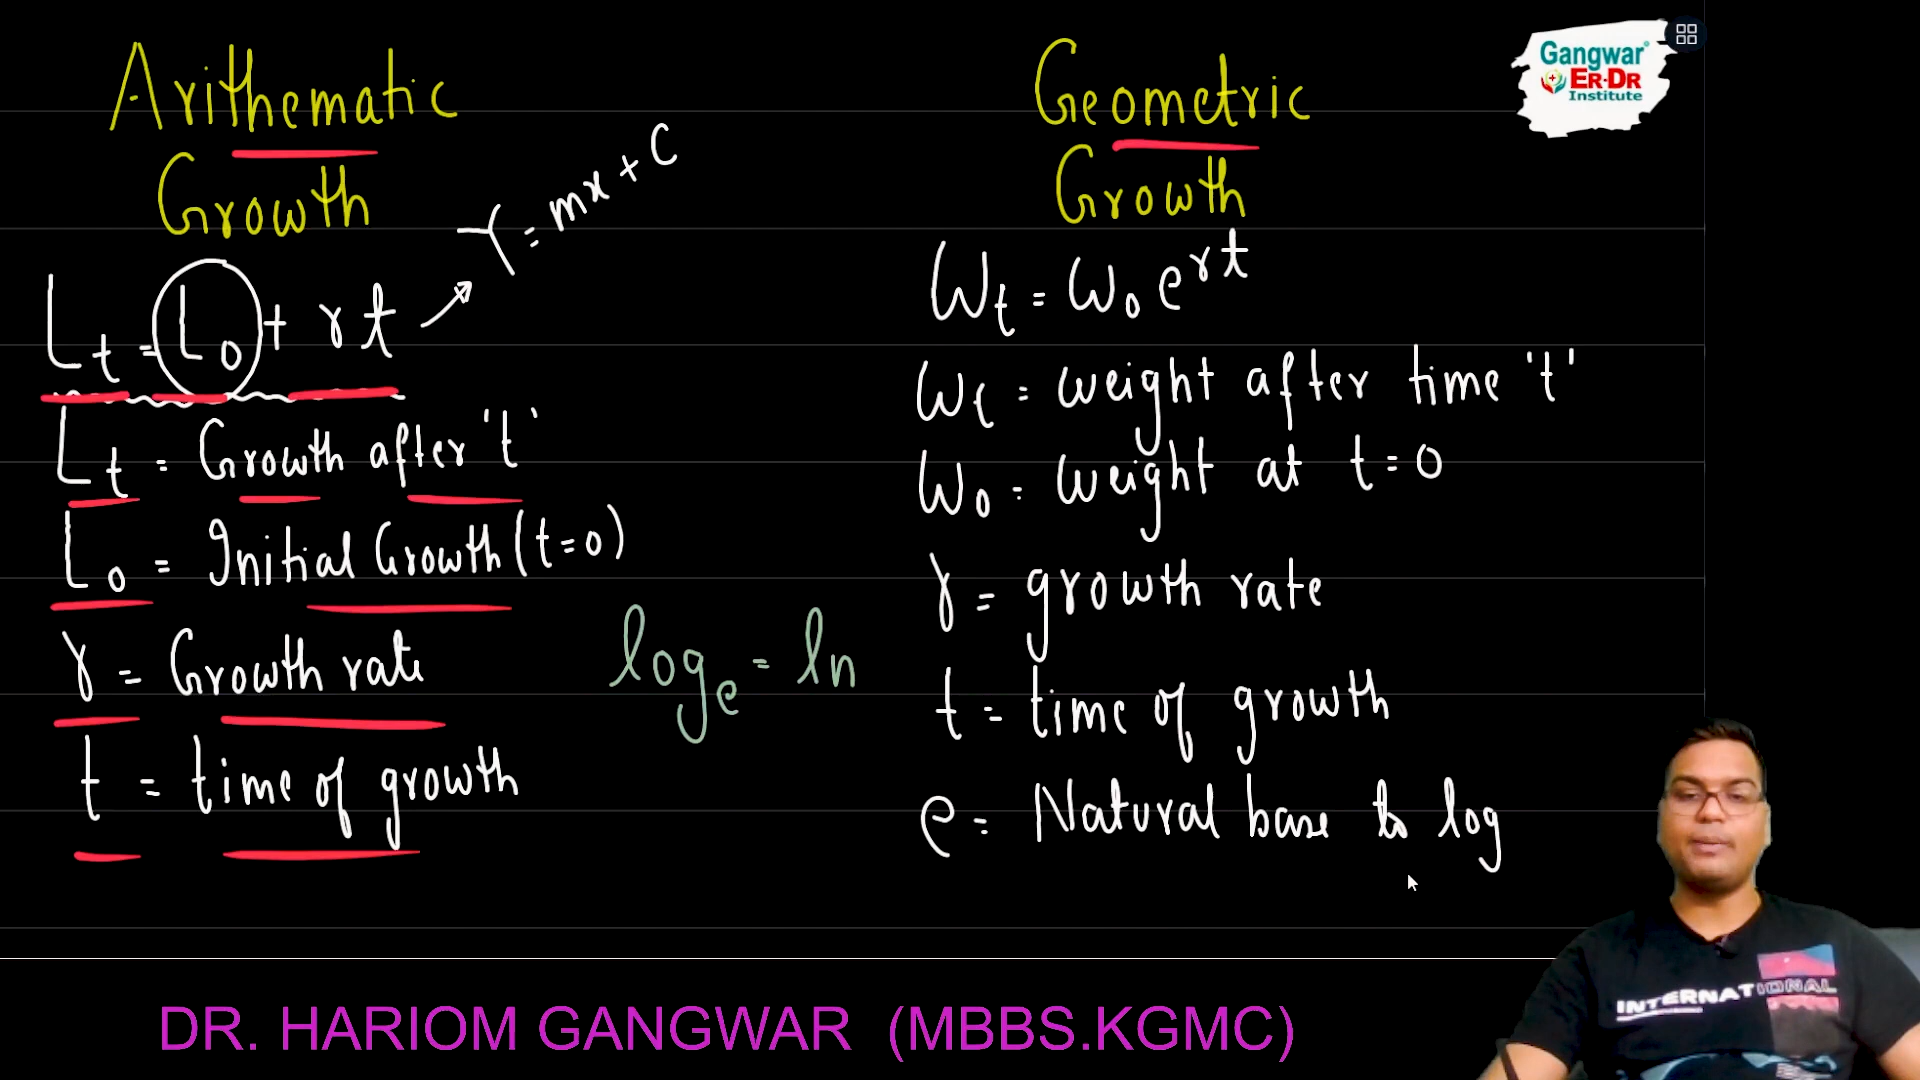 Arithematic
Growth
Y = mx + C
Lt = L0 + rt
Lt = Growth after 't'
L0 = Initial Growth (t=0)
r = Growth rate
t = time of growth
loge = ln
Geometric
Growth
Wt = W0 e^rt
Wt = weight after time 't'
W0 = weight at t=0
r = growth rate
t = time of growth
e = Natural base to log
Gangwar
ER-DR
Institute
INTERNATIONAL
DR. HARIOM GANGWAR (MBBS.KGMC)